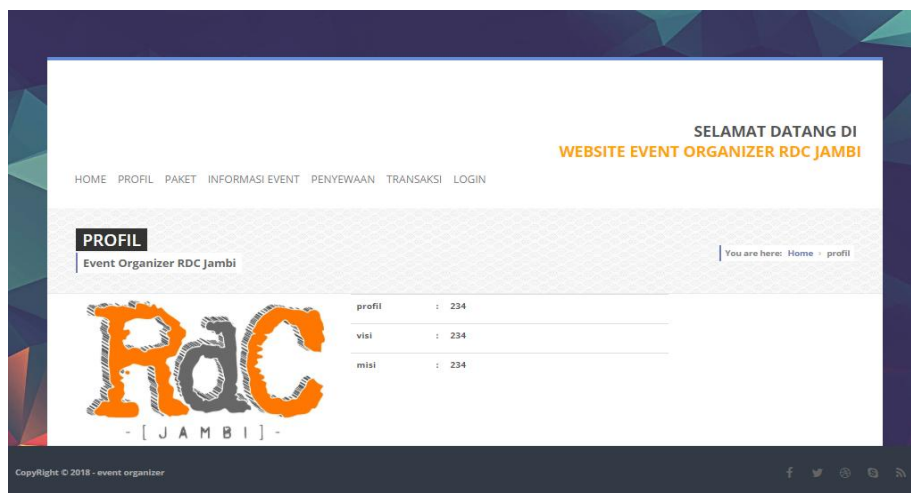 SELAMAT DATANG DI
WEBSITE EVENT ORGANIZER RDC JAMBI
HOME PROFIL PAKET INFORMASI EVENT PENYEWAAN TRANSAKSI LOGIN
PROFIL
Event Organizer RDC Jambi
You are here: Home › profil
RdC
- [ J A M B I ] -
profil : 234
visi : 234
misi : 234
CopyRight © 2018 - event organizer